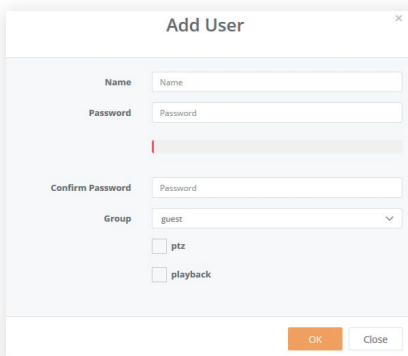 Add User
×
Name Name
Password Password
Confirm Password Password
Group guest
ptz
playback
OK Close